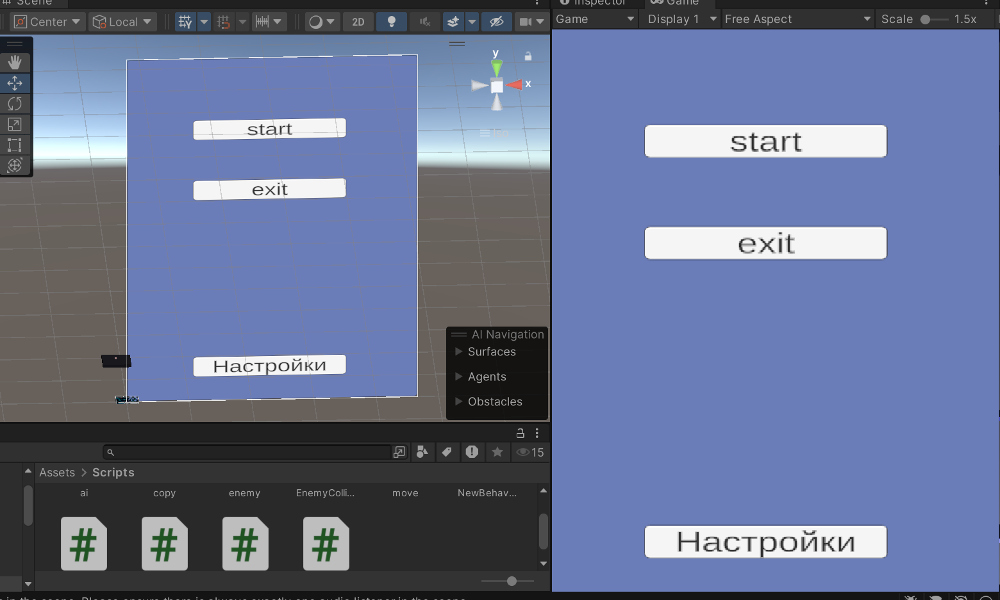 Scene
Inspector
Game
Center
Local
2D
Game
Display 1
Free Aspect
Scale
1.5x
y
x
start
exit
Настройки
start
exit
Настройки
AI Navigation
Surfaces
Agents
Obstacles
15
Assets > Scripts
ai
copy
enemy
EnemyColli...
move
NewBehav...
in the scene. Please ensure there is always exactly one audio listener in the scene.